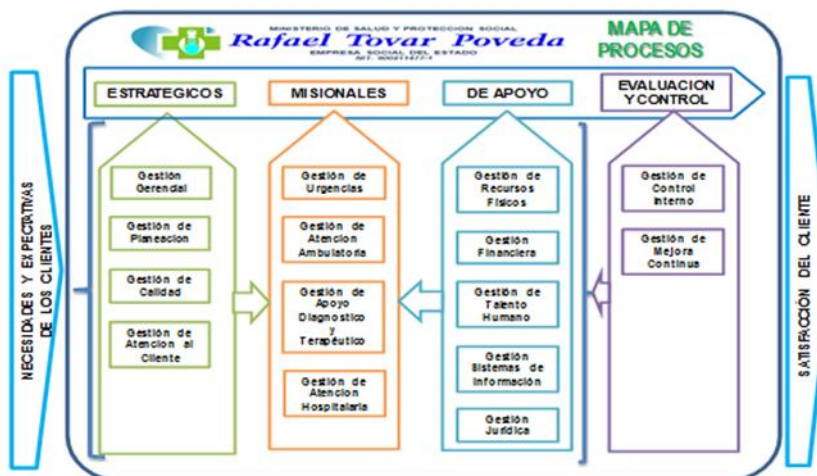 MINISTERIO DE SALUD Y PROTECCION SOCIAL
Rafael Tovar Poveda
EMPRESA SOCIAL DEL ESTADO
MAPA DE
PROCESOS
ESTRATEGICOS
MISIONALES
DE APOYO
EVALUACION
Y CONTROL
NECESIDADES Y EXPECTATIVAS
DE LOS CLIENTES
Gestión
Gerencial
Gestión de
Planeacion
Gestión de
Calidad
Gestión de
Atencion al
Cliente
Gestión de
Urgencias
Gestión de
Atencion
Ambulatoria
Gestión de
Apoyo
Diagnostico
y
Terapéutico
Gestión de
Atencion
Hospitalaria
Gestión de
Recursos
Físicos
Gestión
Financiera
Gestión de
Talento
Humano
Gestión
Sistemas de
Información
Gestión
Jurídica
Gestión de
Control
Interno
Gestión de
Mejora
Continua
SATISFACCIÓN DEL CLIENTE